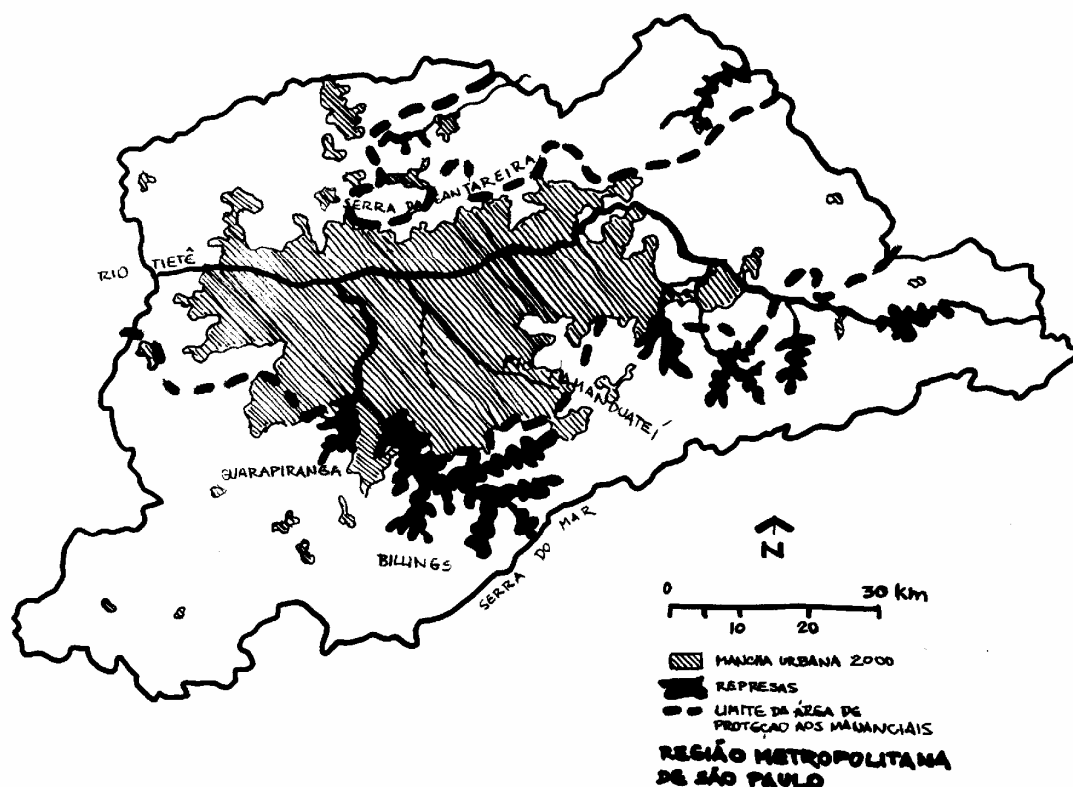 SERRA DA CANTAREIRA
RIO TIETÊ
RIO TAMANDUATEÍ
GUARAPIRANGA
BILLINGS
SERRA DO MAR
N
0 30 km
10 20
MANCHA URBANA 2000
REPRESAS
LIMITE DA ÁREA DE
PROTEÇÃO AOS MANANCIAIS
REGIÃO METROPOLITANA
DE SÃO PAULO